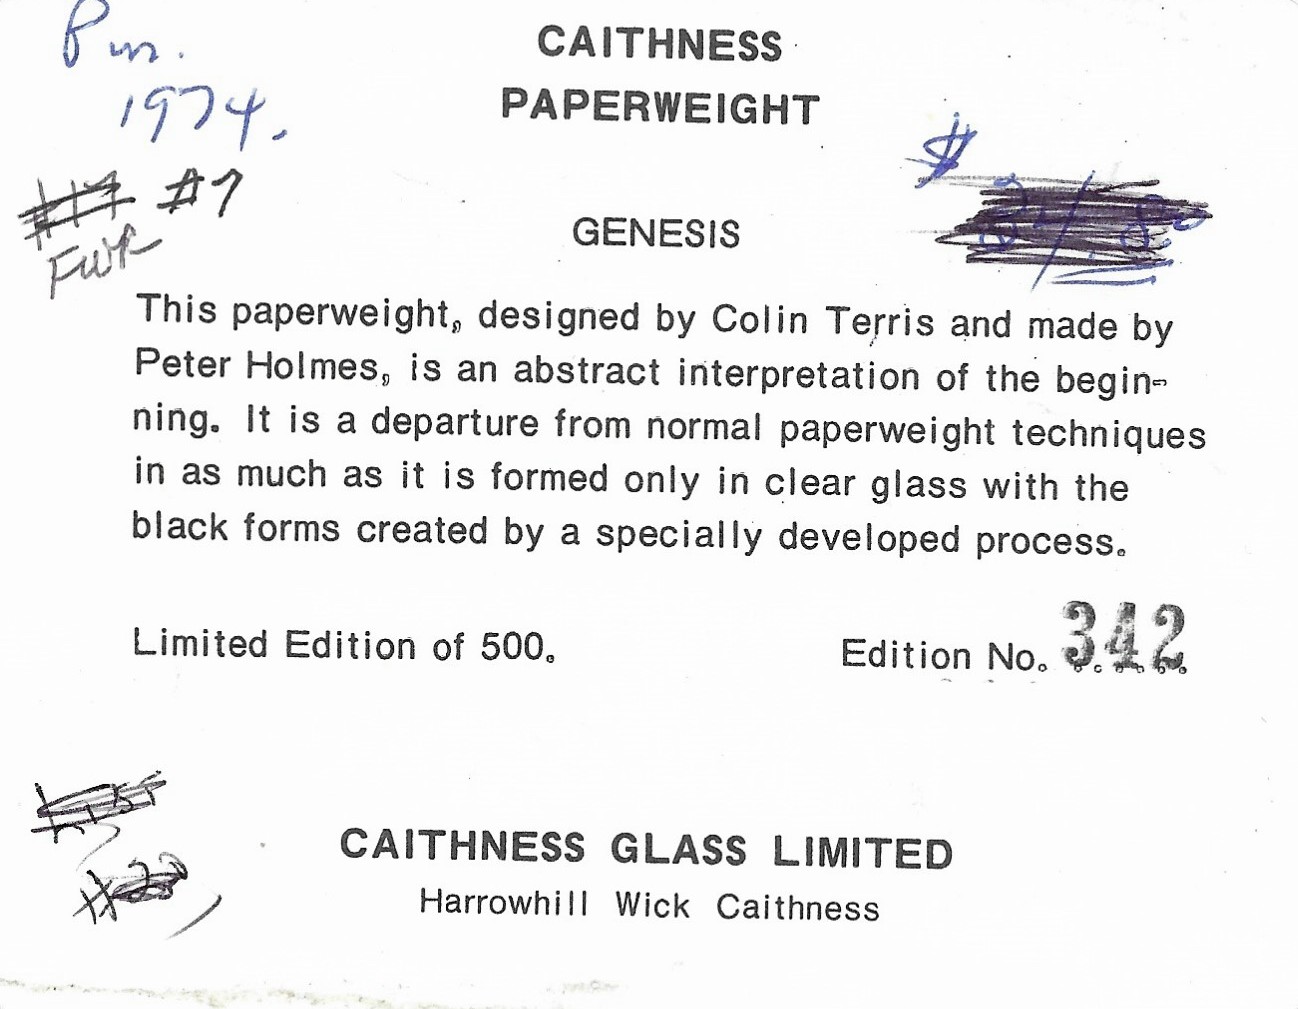 Pur.
1974.
CAITHNESS
PAPERWEIGHT
$
#7
FWR
GENESIS
This paperweight, designed by Colin Terris and made by
Peter Holmes, is an abstract interpretation of the begin-
ning. It is a departure from normal paperweight techniques
in as much as it is formed only in clear glass with the
black forms created by a specially developed process.
Limited Edition of 500.
Edition No. 342
#20
CAITHNESS GLASS LIMITED
Harrowhill Wick Caithness